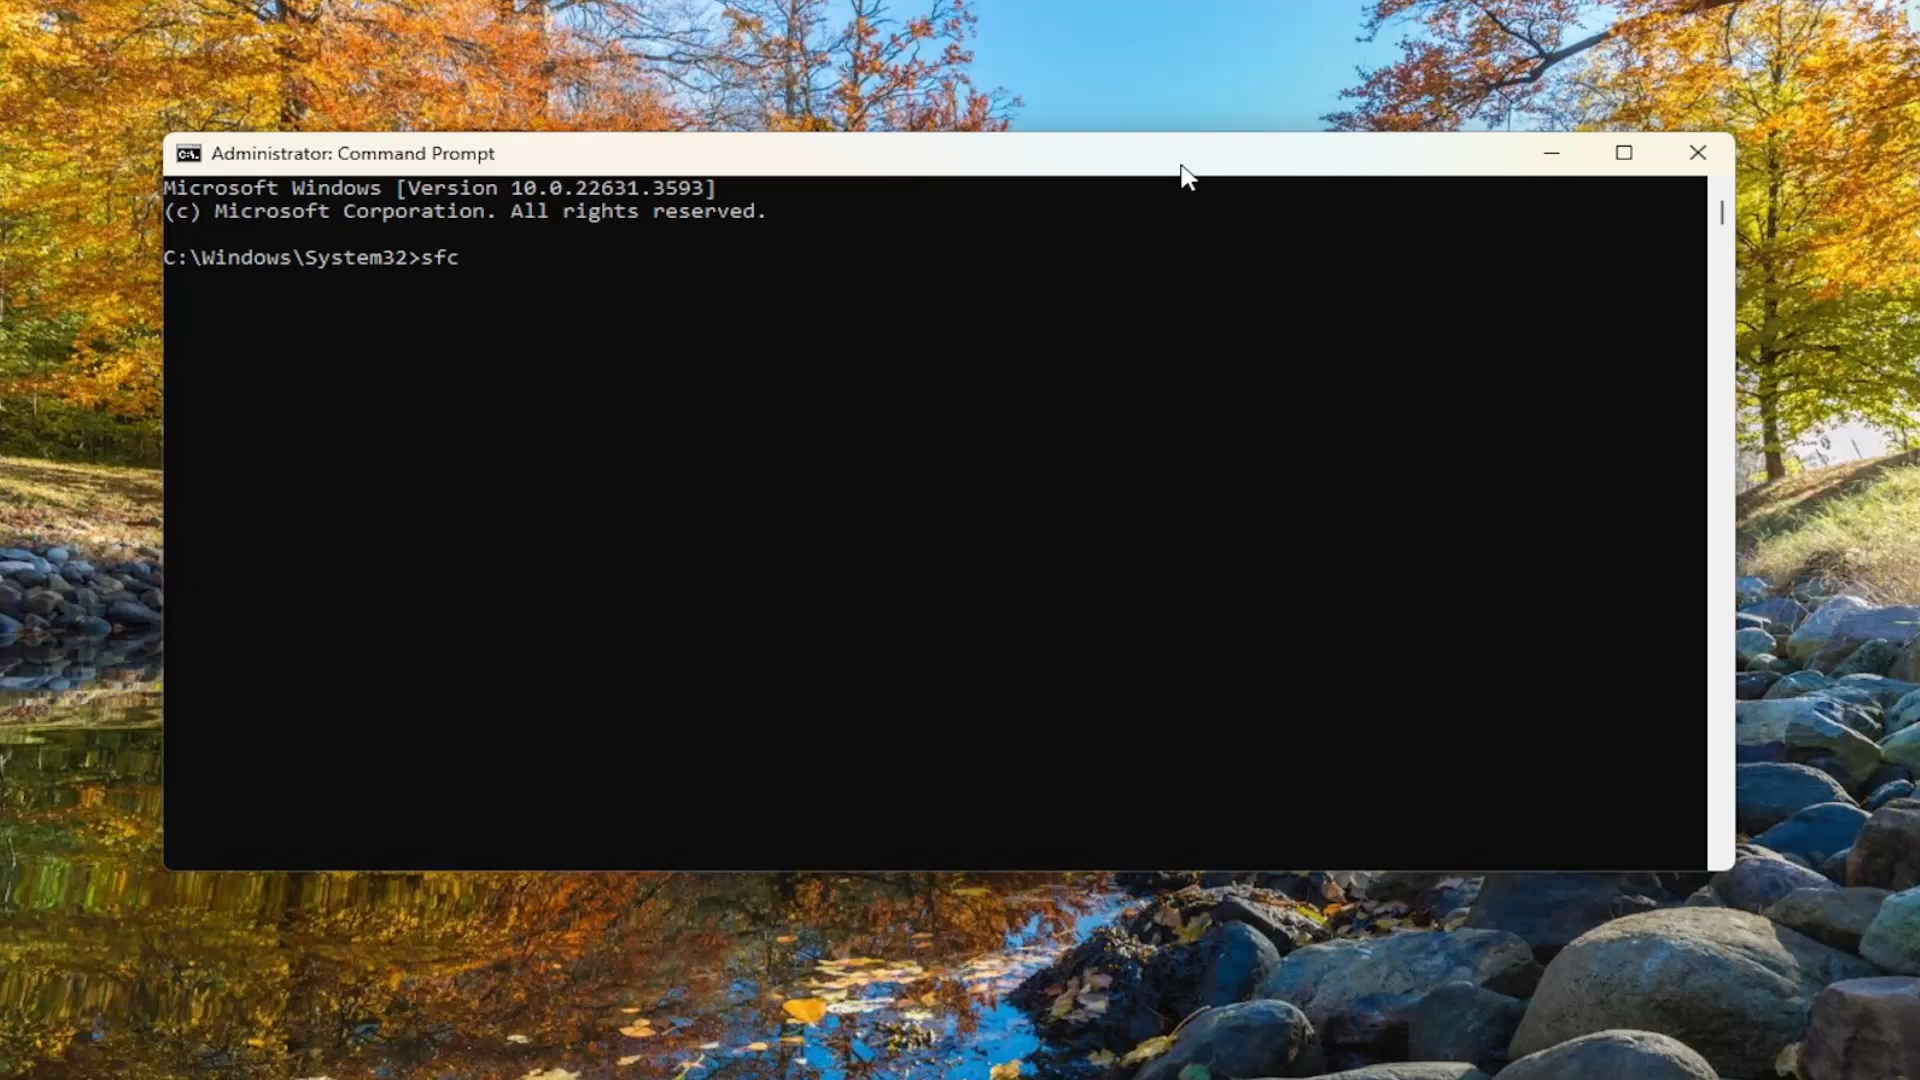 Administrator: Command Prompt
Microsoft Windows [Version 10.0.22631.3593]
(c) Microsoft Corporation. All rights reserved.
C:\Windows\System32>sfc